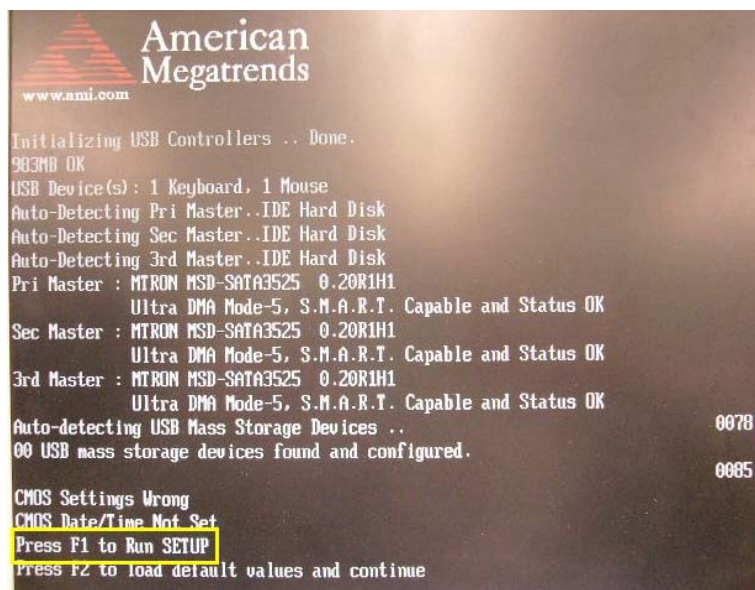 American
Megatrends
www.ami.com
Initializing USB Controllers .. Done.
983MB OK
USB Device(s): 1 Keyboard, 1 Mouse
Auto-Detecting Pri Master..IDE Hard Disk
Auto-Detecting Sec Master..IDE Hard Disk
Auto-Detecting 3rd Master..IDE Hard Disk
Pri Master : MTRON MSD-SATA3525 0.20R1H1
Ultra DMA Mode-5, S.M.A.R.T. Capable and Status OK
Sec Master : MTRON MSD-SATA3525 0.20R1H1
Ultra DMA Mode-5, S.M.A.R.T. Capable and Status OK
3rd Master : MTRON MSD-SATA3525 0.20R1H1
Ultra DMA Mode-5, S.M.A.R.T. Capable and Status OK
Auto-detecting USB Mass Storage Devices .. 0078
00 USB mass storage devices found and configured.
0085
CMOS Settings Wrong
CMOS Date/Time Not Set
Press F1 to Run SETUP
Press F2 to load default values and continue